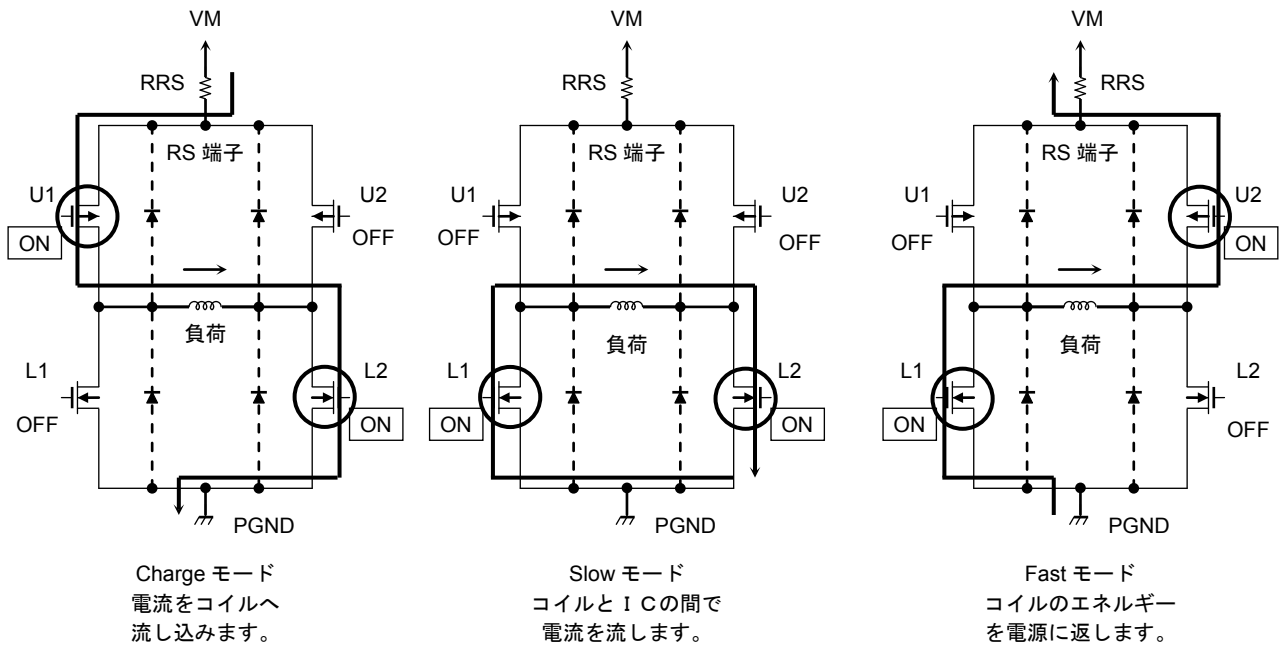 VM
RRS
RS 端子
U1
ON
U2
OFF
負荷
L1
OFF
L2
ON
PGND
Charge モード
電流をコイルへ
流し込みます。
VM
RRS
RS 端子
U1
OFF
U2
OFF
負荷
L1
ON
L2
ON
PGND
Slow モード
コイルとＩＣの間で
電流を流します。
VM
RRS
RS 端子
U1
OFF
U2
ON
負荷
L1
ON
L2
OFF
PGND
Fast モード
コイルのエネルギー
を電源に返します。